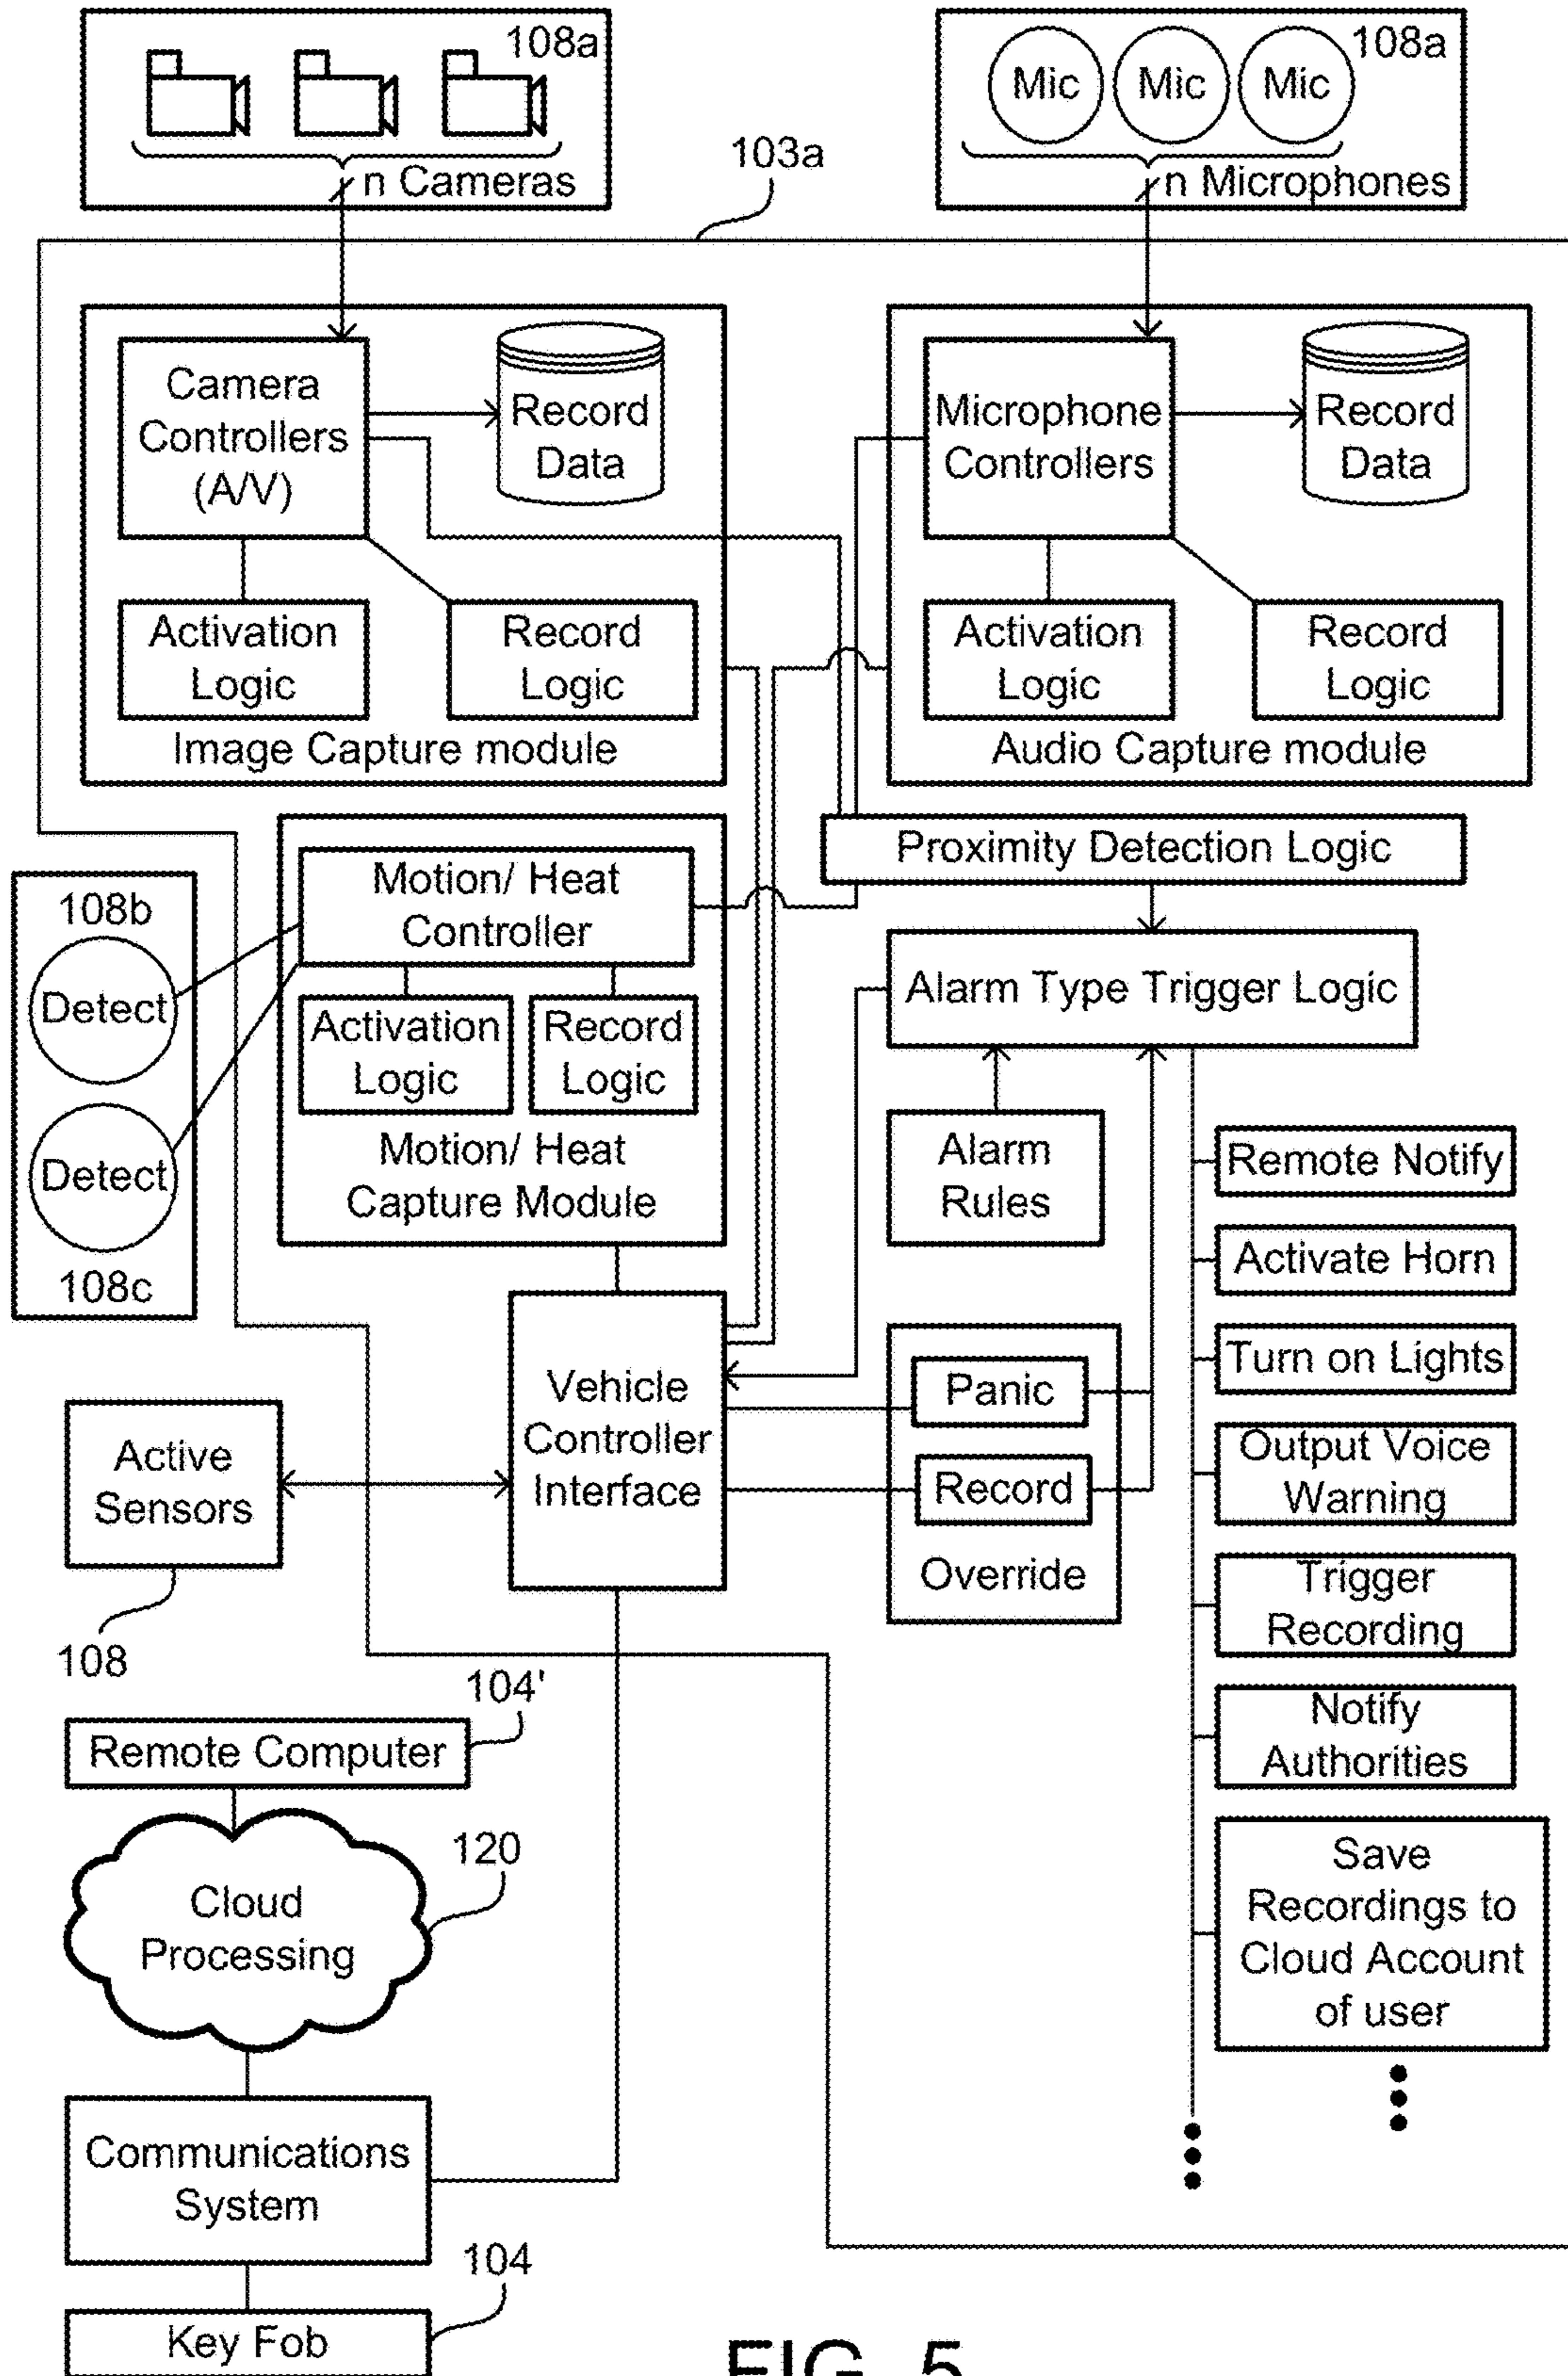 108a
n Cameras
Mic Mic Mic
108a
n Microphones
103a
Camera
Controllers
(A/V)
Record
Data
Activation
Logic
Record
Logic
Image Capture module
Microphone
Controllers
Record
Data
Activation
Logic
Record
Logic
Audio Capture module
Proximity Detection Logic
108b
Detect
Detect
108c
Motion/ Heat
Controller
Activation
Logic
Record
Logic
Motion/ Heat
Capture Module
Alarm Type Trigger Logic
Alarm
Rules
Remote Notify
Activate Horn
Turn on Lights
Output Voice
Warning
Trigger
Recording
Notify
Authorities
Save
Recordings to
Cloud Account
of user
Vehicle
Controller
Interface
Panic
Record
Override
Active
Sensors
108
104'
Remote Computer
120
Cloud
Processing
Communications
System
104
Key Fob
FIG. 5